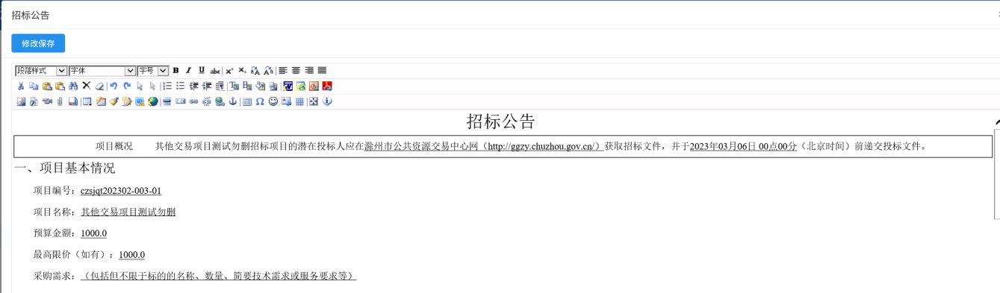 招标公告
修改保存
段落样式 字体 字号 B I U abc
招标公告
项目概况 其他交易项目测试勿删招标项目的潜在投标人应在滁州市公共资源交易中心网（http://ggzy.chuzhou.gov.cn/）获取招标文件，并于2023年03月06日 00点00分（北京时间）前递交投标文件。
一、项目基本情况
项目编号：czsjqt202302-003-01
项目名称：其他交易项目测试勿删
预算金额：1000.0
最高限价（如有）：1000.0
采购需求：（包括但不限于标的的名称、数量、简要技术需求或服务要求等）